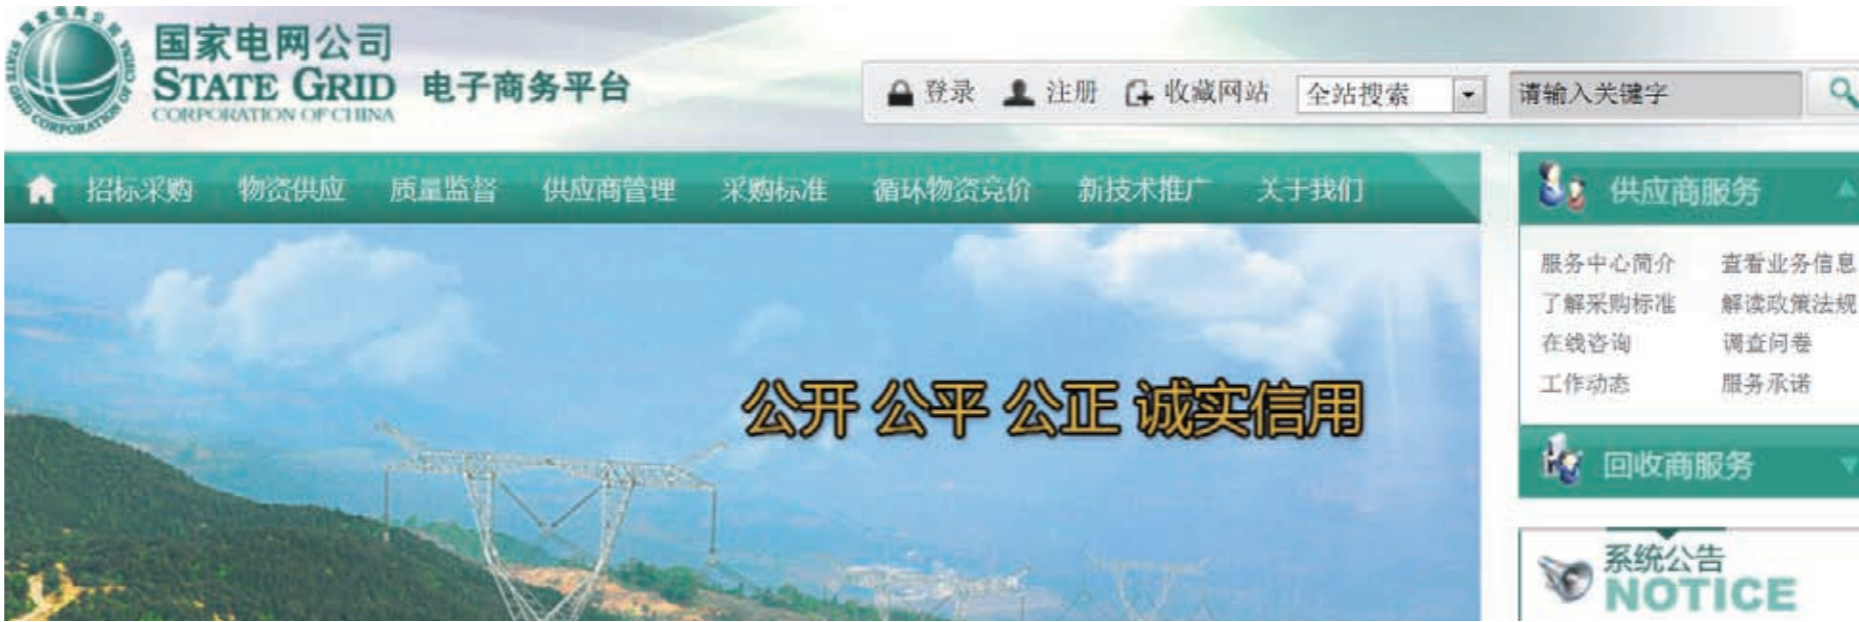 国家电网公司
STATE GRID
CORPORATION OF CHINA
电子商务平台
登录 注册 收藏网站 全站搜索 请输入关键字
招标采购 物资供应 质量监督 供应商管理 采购标准 循环物资竞价 新技术推广 关于我们
公开 公平 公正 诚实信用
供应商服务
服务中心简介 查看业务信息
了解采购标准 解读政策法规
在线咨询 调查问卷
工作动态 服务承诺
回收商服务
系统公告
NOTICE